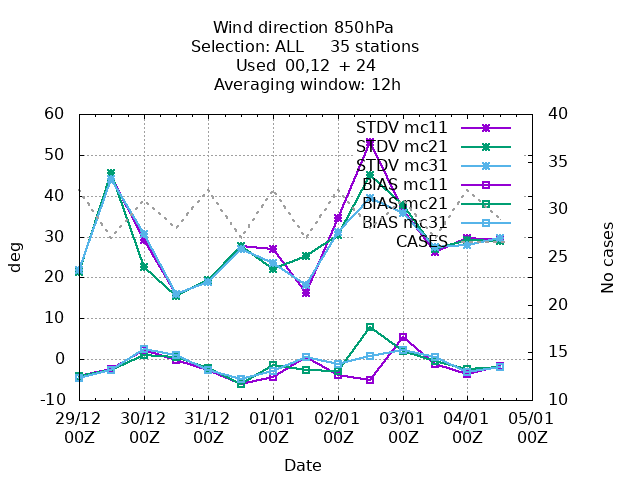 Wind direction 850hPa
Selection: ALL 35 stations
Used 00,12 + 24
Averaging window: 12h
60 40
STDV mc11
STDV mc21
50 35
STDV mc31
BIAS mc11
40
BIAS mc21
30
BIAS mc31
30
CASES
25
20
20
10
0 15
-10 10
deg
No cases
29/12 30/12 31/12 01/01 02/01 03/01 04/01 05/01
00Z 00Z 00Z 00Z 00Z 00Z 00Z 00Z
Date